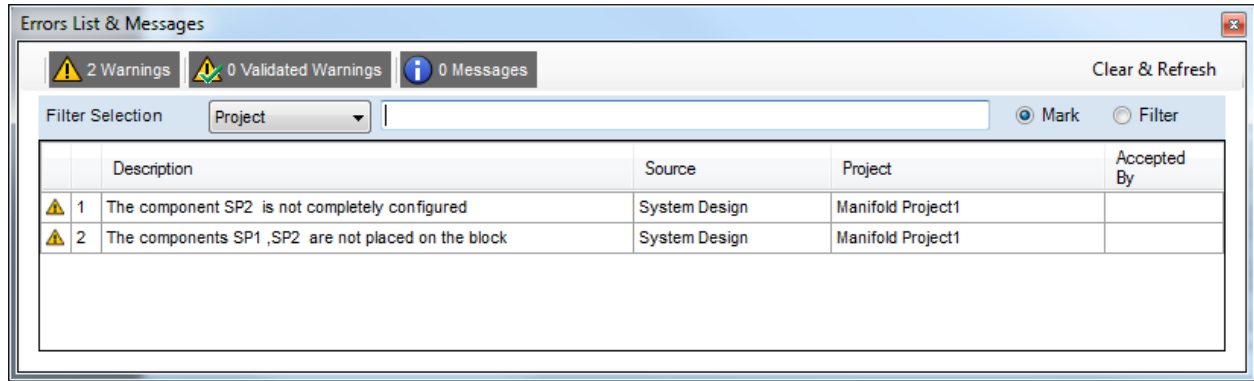 Errors List & Messages
2 Warnings 0 Validated Warnings 0 Messages Clear & Refresh
Filter Selection Project Mark Filter
Description Source Project Accepted By
1 The component SP2 is not completely configured System Design Manifold Project1
2 The components SP1 ,SP2 are not placed on the block System Design Manifold Project1